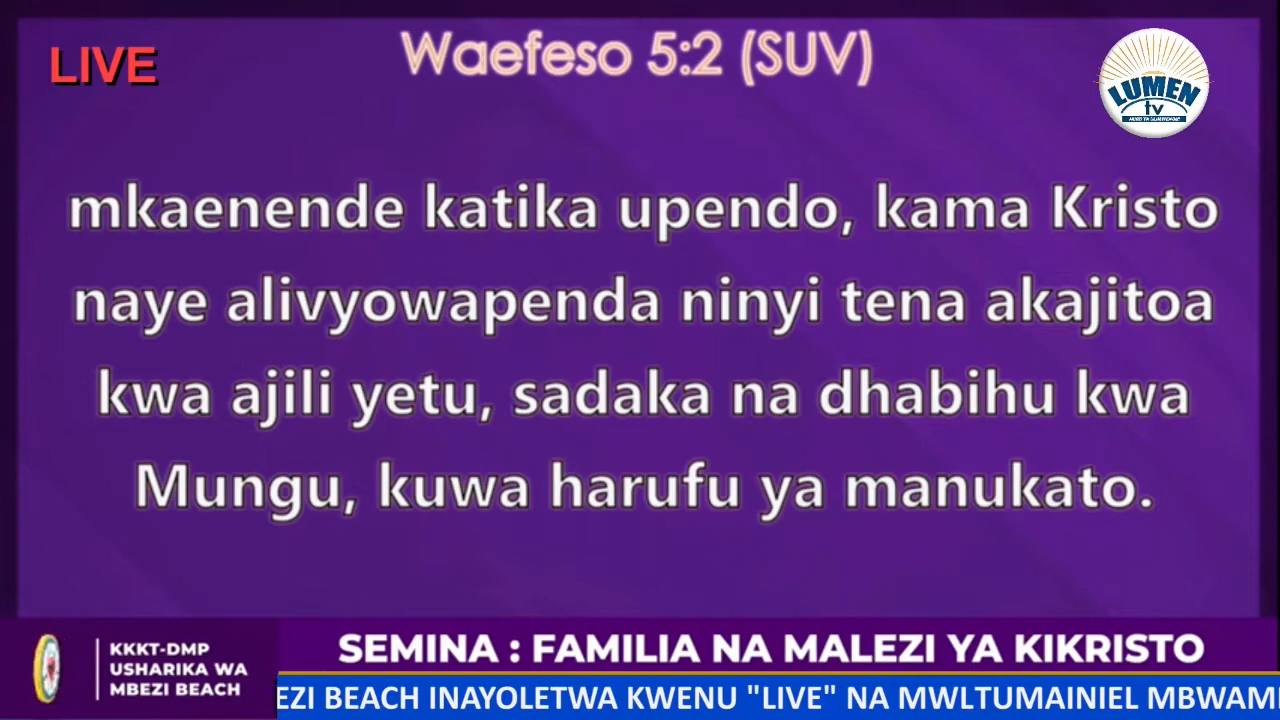 LIVE
Waefeso 5:2 (SUV)
LUMEN
tv
mkaenende katika upendo, kama Kristo
naye alivyowapenda ninyi tena akajitoa
kwa ajili yetu, sadaka na dhabihu kwa
Mungu, kuwa harufu ya manukato.
KKKT-DMP
USHARIKA WA
MBEZI BEACH
SEMINA : FAMILIA NA MALEZI YA KIKRISTO
EZI BEACH INAYOLETWA KWENU "LIVE" NA MWLTUMAINIEL MBWAM